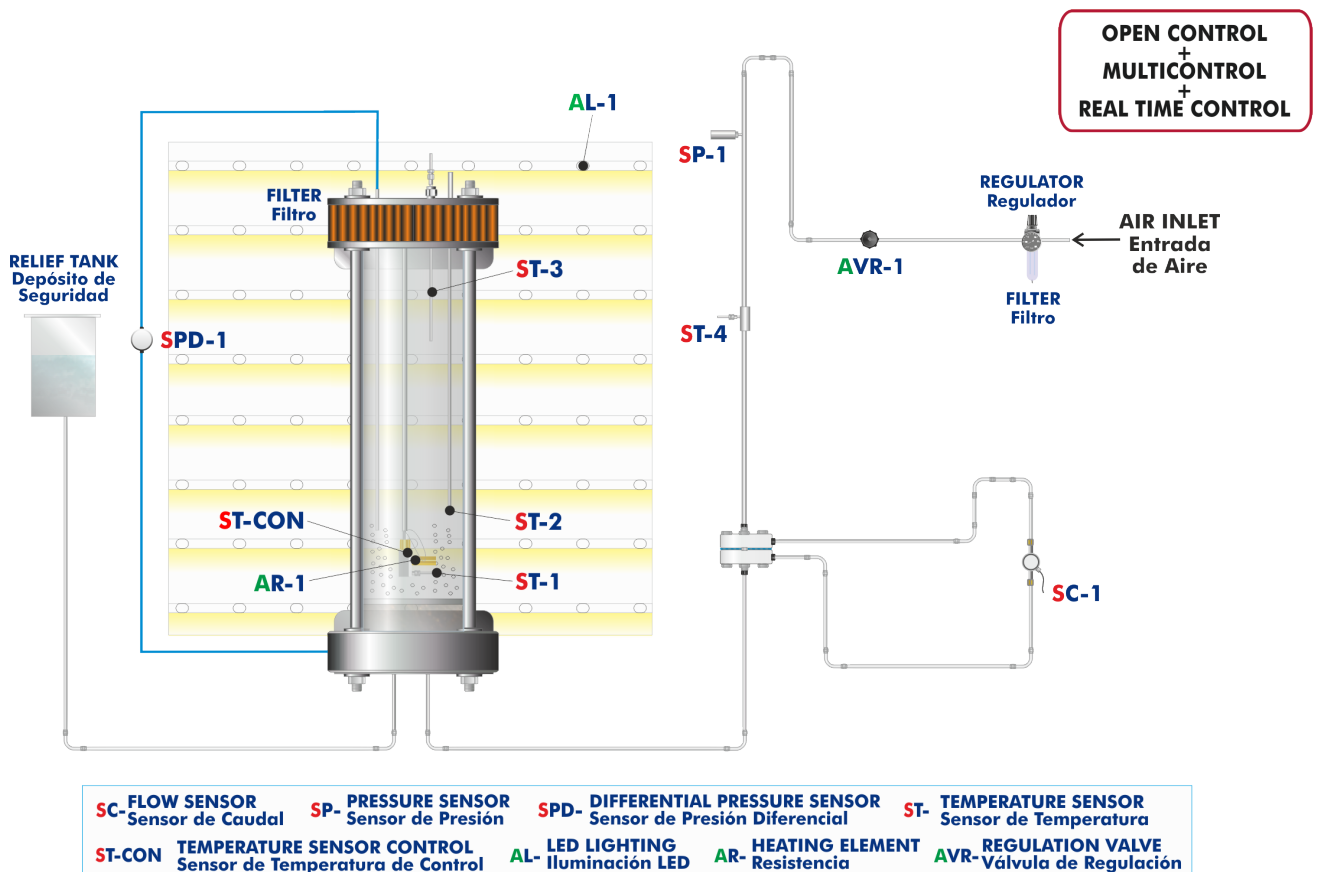 OPEN CONTROL
+
MULTICONTROL
+
REAL TIME CONTROL
AL-1
SP-1
FILTER
Filtro
REGULATOR
Regulador
AIR INLET
Entrada
de Aire
AVR-1
RELIEF TANK
Depósito de
Seguridad
ST-3
FILTER
Filtro
SPD-1
ST-4
ST-CON
ST-2
AR-1
ST-1
SC-1
SC- FLOW SENSOR
Sensor de Caudal
SP- PRESSURE SENSOR
Sensor de Presión
SPD- DIFFERENTIAL PRESSURE SENSOR
Sensor de Presión Diferencial
ST- TEMPERATURE SENSOR
Sensor de Temperatura
ST-CON TEMPERATURE SENSOR CONTROL
Sensor de Temperatura de Control
AL- LED LIGHTING
Iluminación LED
AR- HEATING ELEMENT
Resistencia
AVR- REGULATION VALVE
Válvula de Regulación